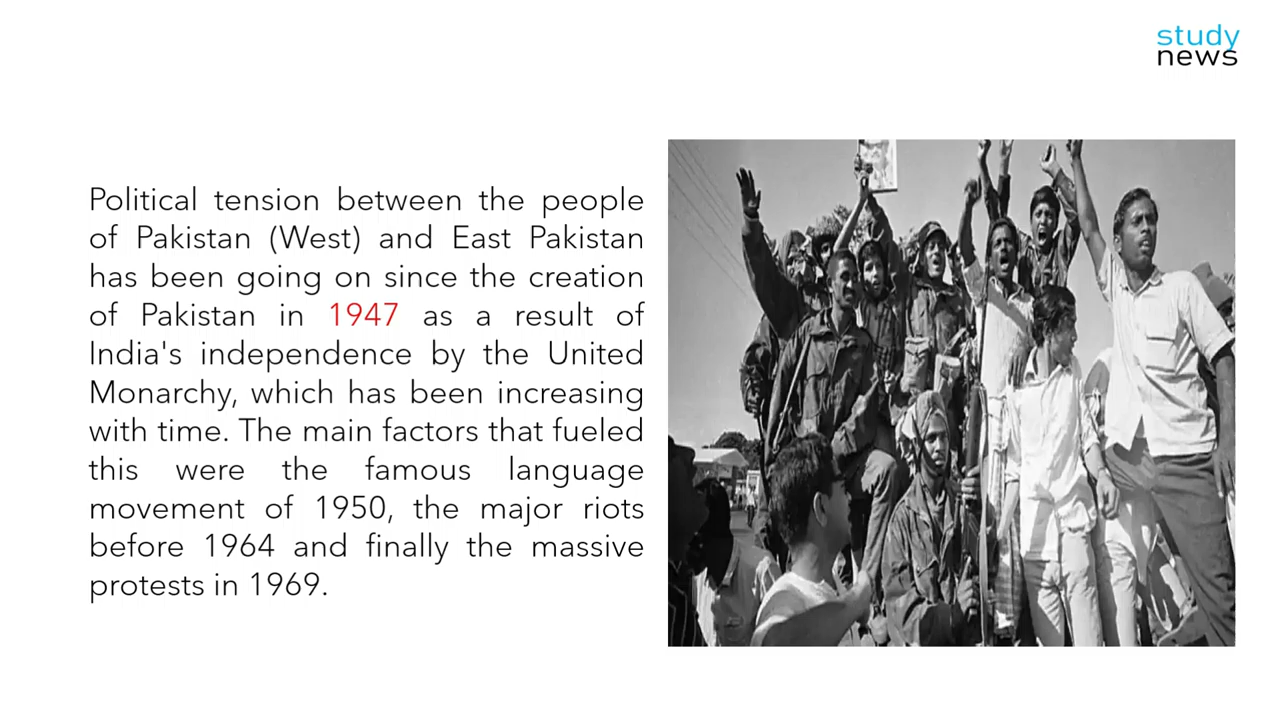 study
news
Political tension between the people
of Pakistan (West) and East Pakistan
has been going on since the creation
of Pakistan in 1947 as a result of
India's independence by the United
Monarchy, which has been increasing
with time. The main factors that fueled
this were the famous language
movement of 1950, the major riots
before 1964 and finally the massive
protests in 1969.